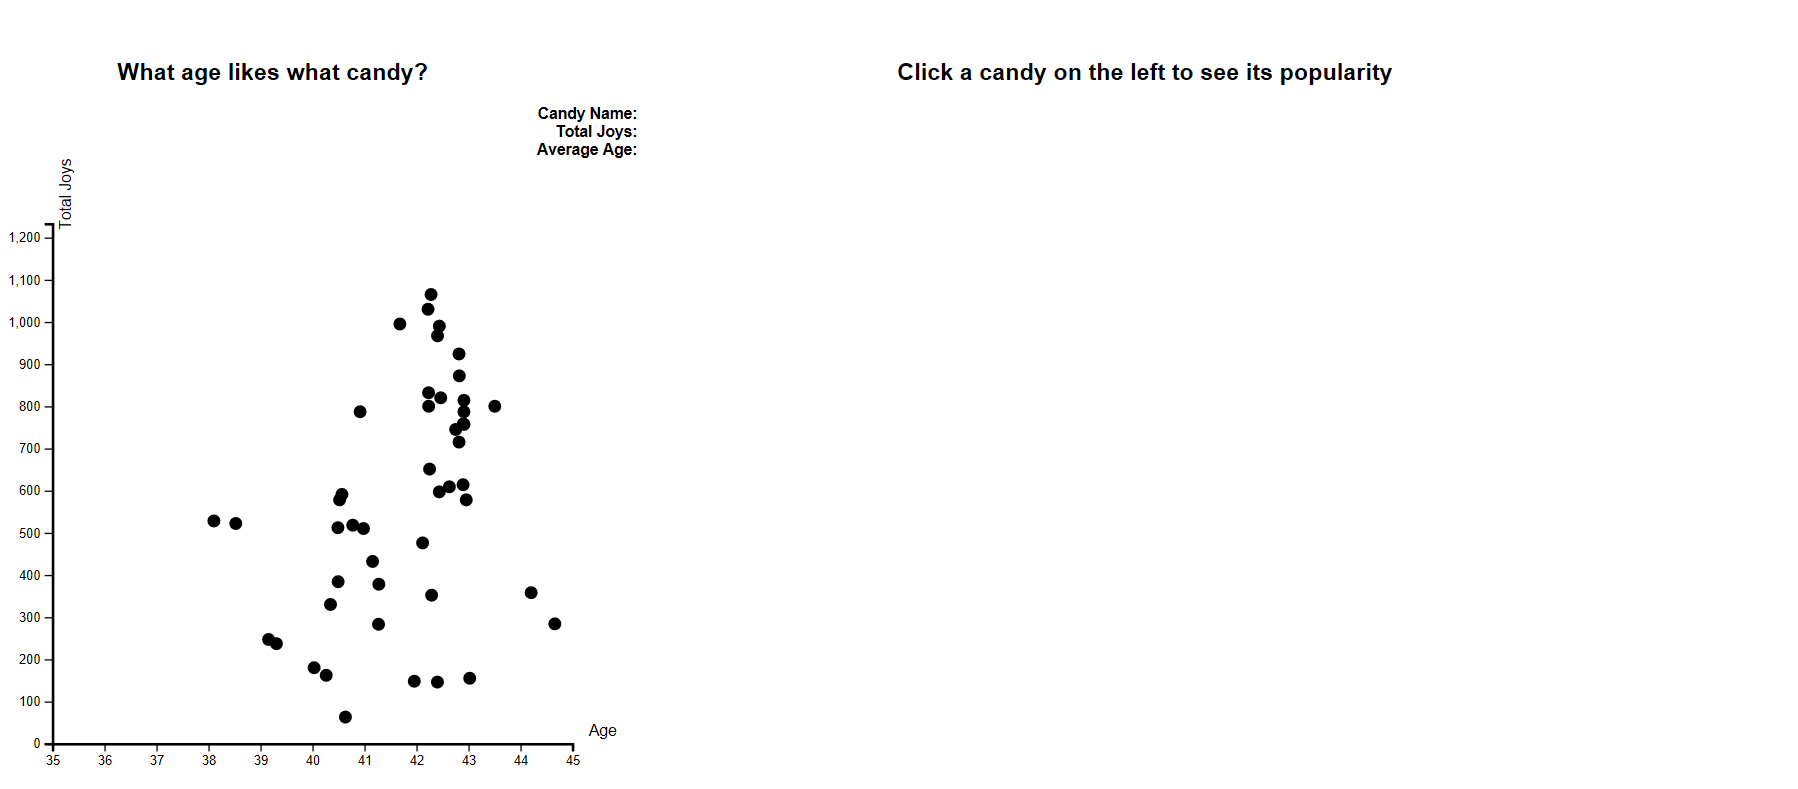 What age likes what candy?
Click a candy on the left to see its popularity
Candy Name:
Total Joys:
Average Age:
Total Joys
1,200
1,100
1,000
900
800
700
600
500
400
300
200
100
0
Age
35 36 37 38 39 40 41 42 43 44 45